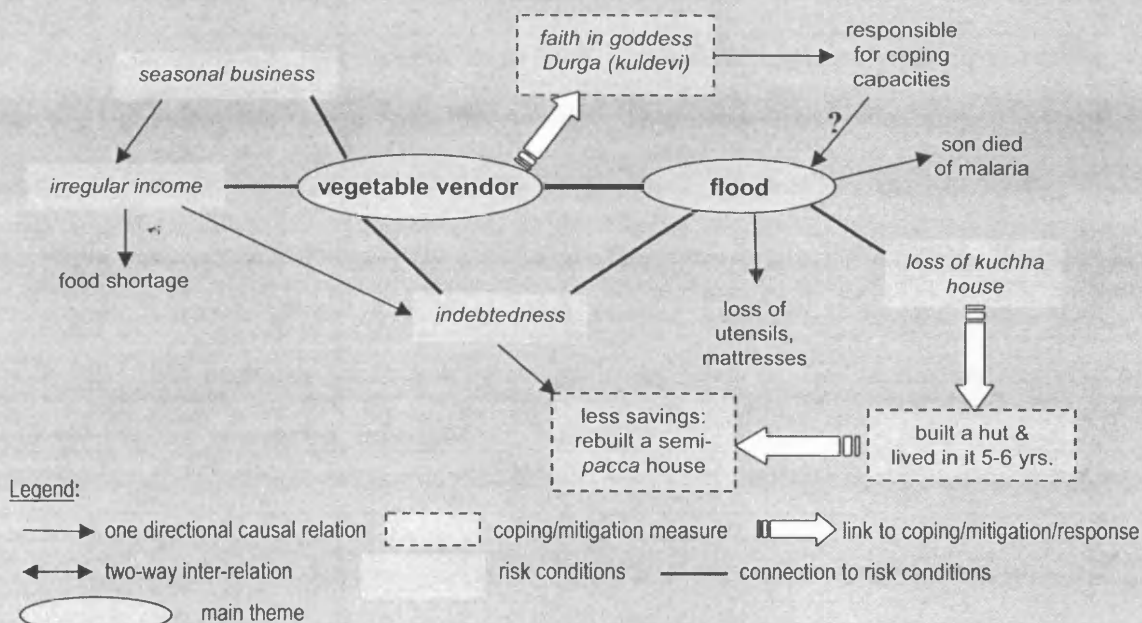 faith in goddess
Durga (kuldevi)
responsible
for coping
capacities
seasonal business
?
son died
of malaria
irregular income
vegetable vendor
flood
food shortage
indebtedness
loss of
utensils,
mattresses
loss of kuchha
house
less savings:
rebuilt a semi-
pacca house
built a hut &
lived in it 5-6 yrs.
Legend:
one directional causal relation
coping/mitigation measure
link to coping/mitigation/response
two-way inter-relation
risk conditions
connection to risk conditions
main theme